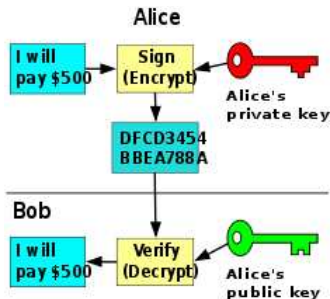 Alice
I will
pay $500
Sign
(Encrypt)
Alice's
private key
DFCD3454
BBEA788A
Bob
I will
pay $500
Verify
(Decrypt)
Alice's
public key